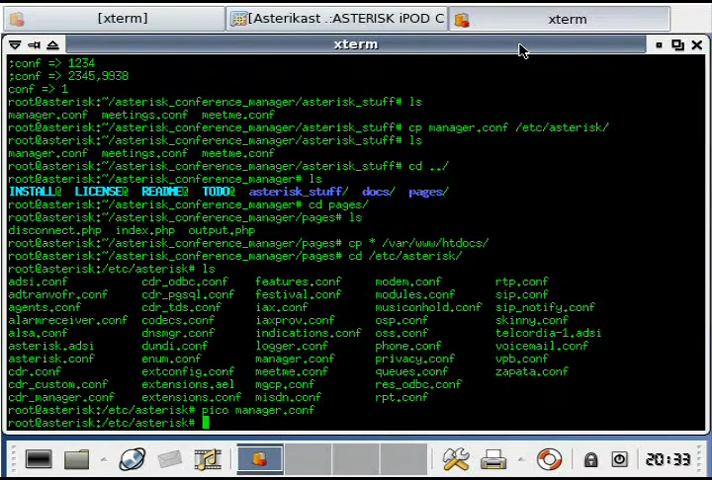 [xterm]
[Asterikast .:ASTERISK iPOD C
xterm
xterm
;conf => 1234
;conf => 2345,9938
conf => 1
root@asterisk:~/asterisk_conference_manager/asterisk_stuff# ls
manager.conf  meetings.conf  meetme.conf
root@asterisk:~/asterisk_conference_manager/asterisk_stuff# cp manager.conf /etc/asterisk/
root@asterisk:~/asterisk_conference_manager/asterisk_stuff# ls
manager.conf  meetings.conf  meetme.conf
root@asterisk:~/asterisk_conference_manager/asterisk_stuff# cd ../
root@asterisk:~/asterisk_conference_manager# ls
INSTALL@  LICENSE@  README@  TODO@  asterisk_stuff/  docs/  pages/
root@asterisk:~/asterisk_conference_manager# cd pages/
root@asterisk:~/asterisk_conference_manager/pages# ls
disconnect.php  index.php  output.php
root@asterisk:~/asterisk_conference_manager/pages# cp * /var/www/htdocs/
root@asterisk:~/asterisk_conference_manager/pages# cd /etc/asterisk/
root@asterisk:/etc/asterisk# ls
adsi.conf  cdr_odbc.conf  features.conf  modem.conf  rtp.conf
adtranvofr.conf  cdr_pgsql.conf  festival.conf  modules.conf  sip.conf
agents.conf  cdr_tds.conf  iax.conf  musiconhold.conf  sip_notify.conf
alarmreceiver.conf  codecs.conf  iaxprov.conf  osp.conf  skinny.conf
alsa.conf  dnsmgr.conf  indications.conf  oss.conf  telcordia-1.adsi
asterisk.adsi  dundi.conf  logger.conf  phone.conf  voicemail.conf
asterisk.conf  enum.conf  manager.conf  privacy.conf  vpb.conf
cdr.conf  extconfig.conf  meetme.conf  queues.conf  zapata.conf
cdr_custom.conf  extensions.ael  mgcp.conf  res_odbc.conf
cdr_manager.conf  extensions.conf  misdn.conf  rpt.conf
root@asterisk:/etc/asterisk# pico manager.conf
root@asterisk:/etc/asterisk#
20:33